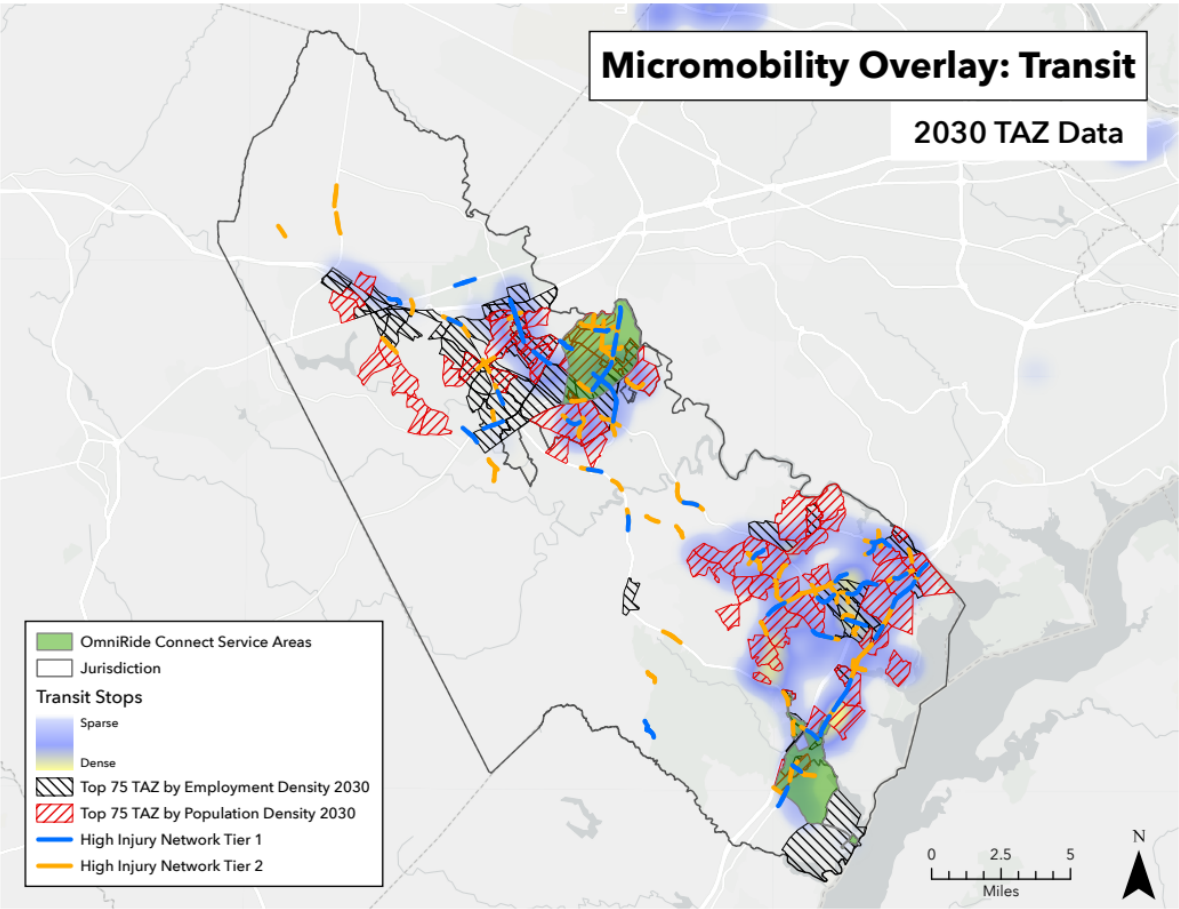 Micromobility Overlay: Transit
2030 TAZ Data
OmniRide Connect Service Areas
Jurisdiction
Transit Stops
Sparse
Dense
Top 75 TAZ by Employment Density 2030
Top 75 TAZ by Population Density 2030
High Injury Network Tier 1
High Injury Network Tier 2
0 2.5 5
Miles
N